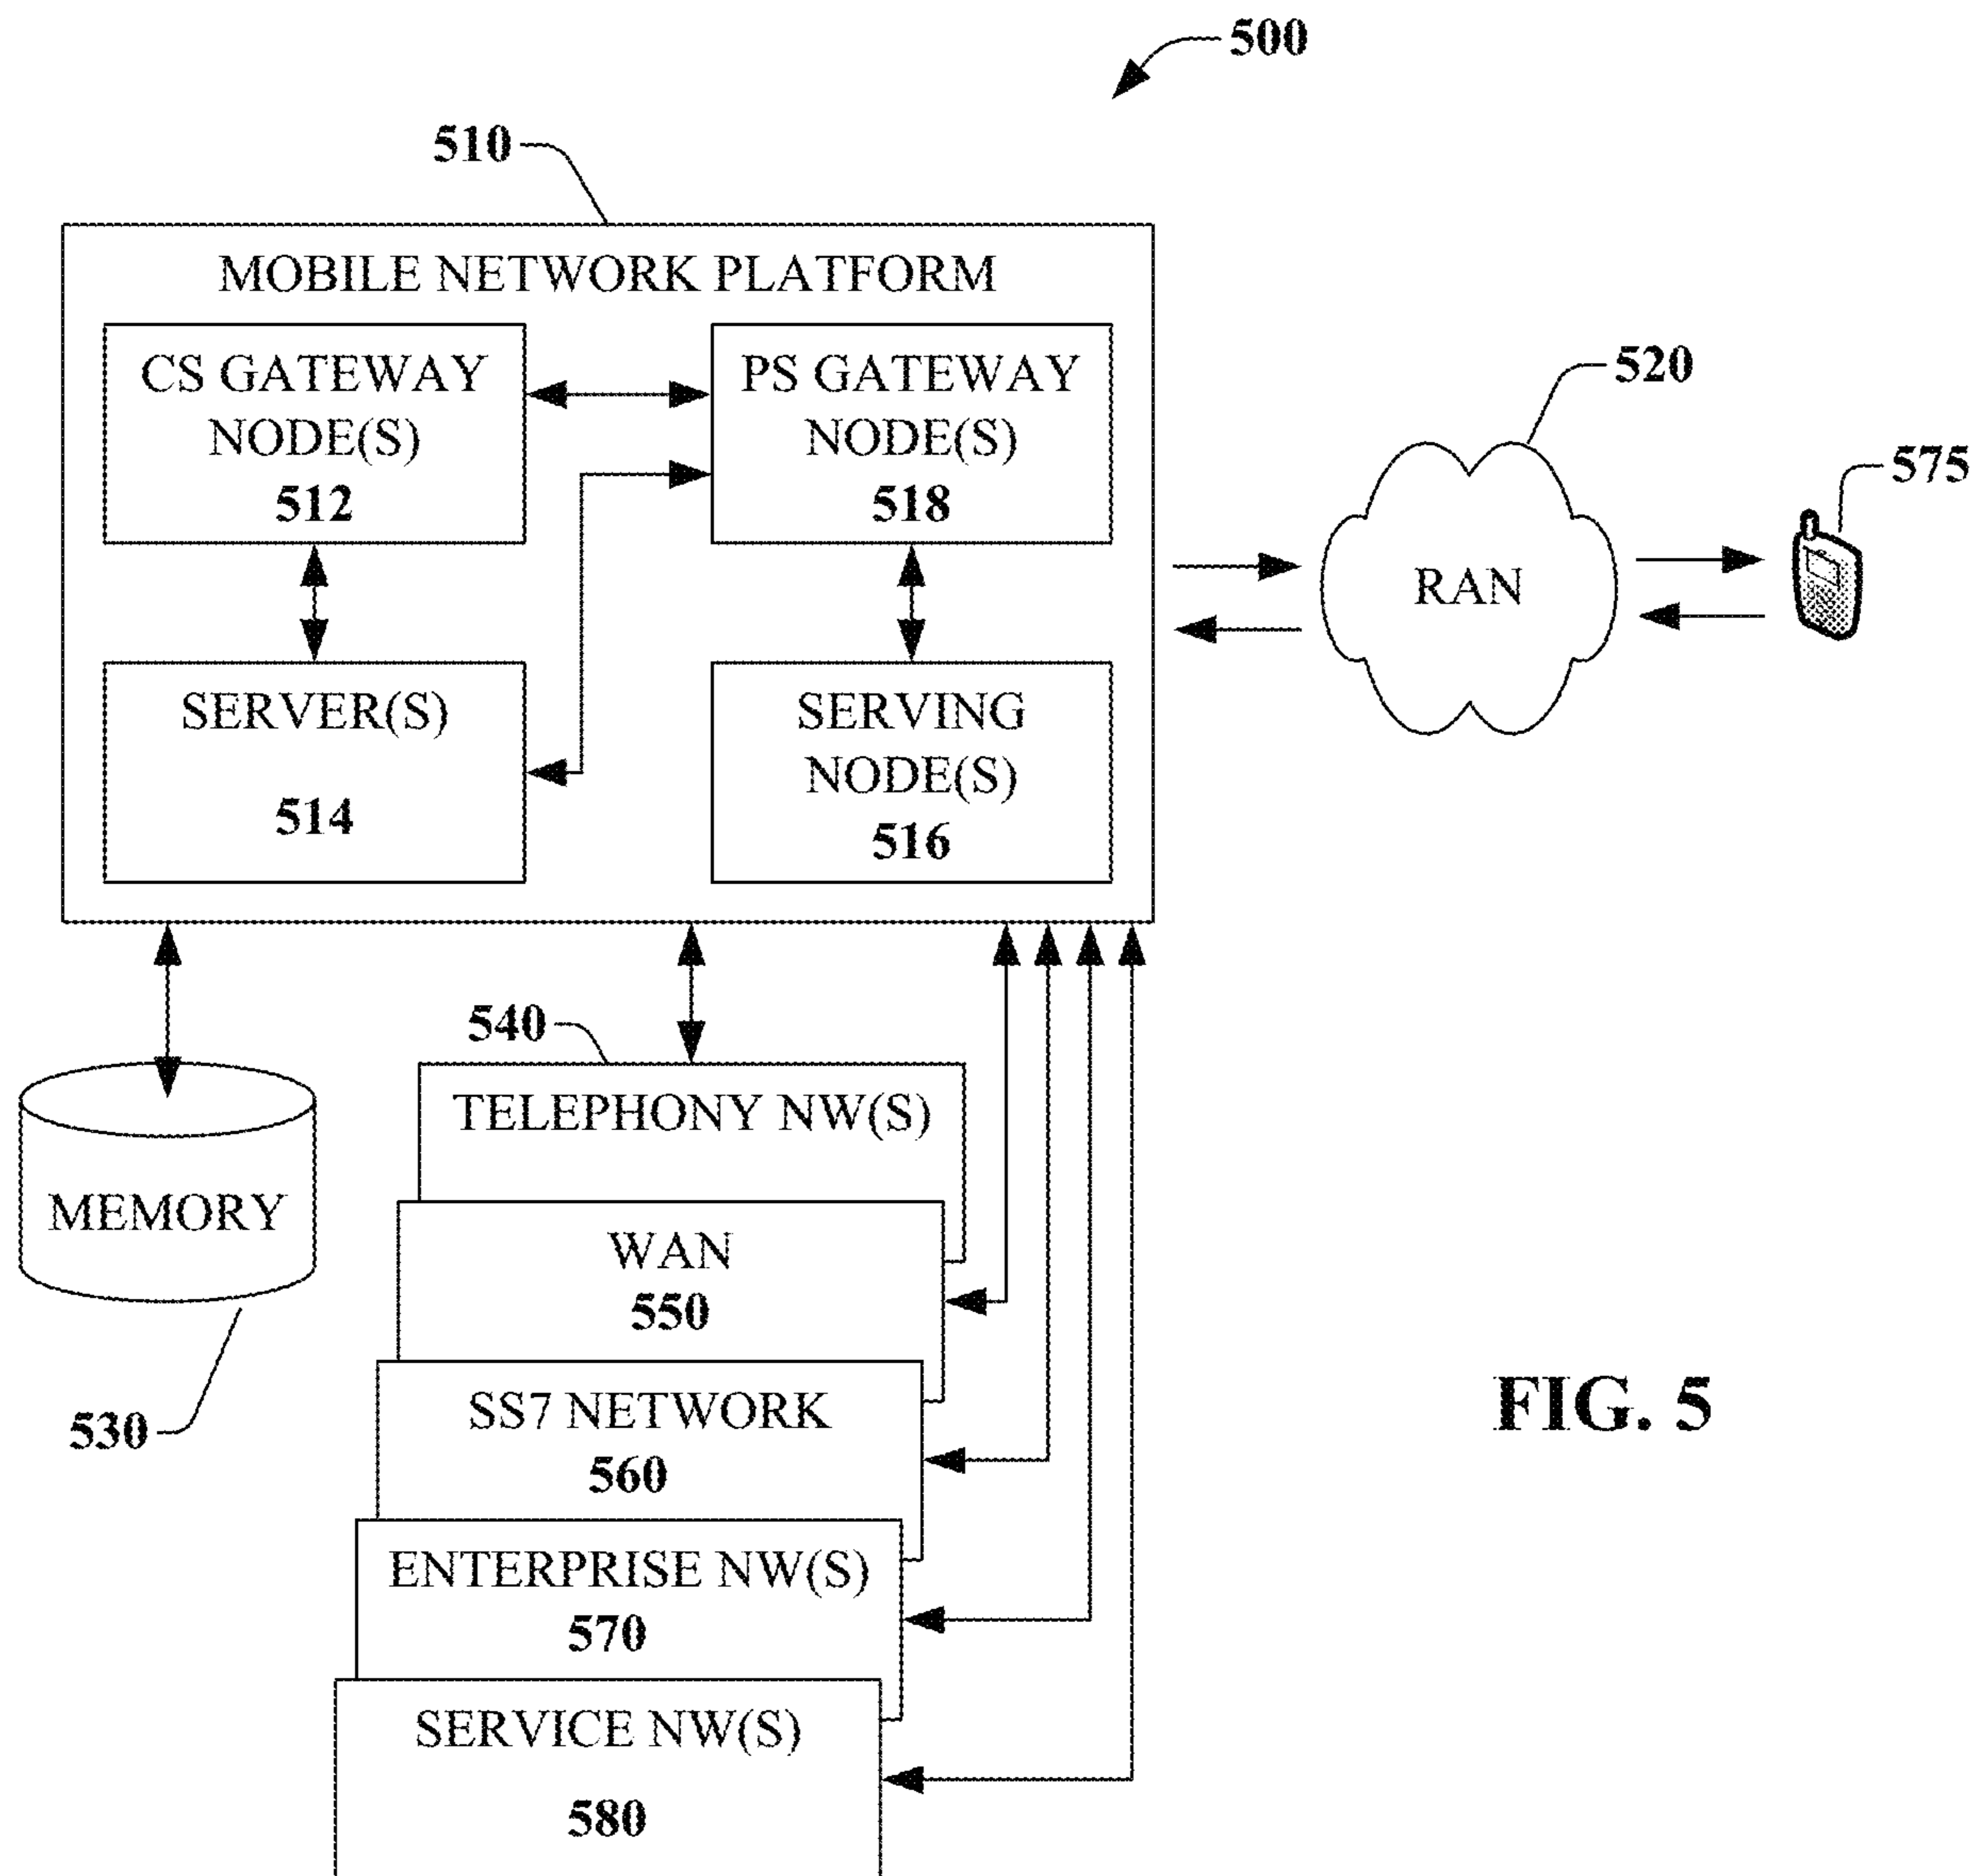 500
510
MOBILE NETWORK PLATFORM
CS GATEWAY
NODE(S)
512
PS GATEWAY
NODE(S)
518
SERVER(S)
514
SERVING
NODE(S)
516
520
RAN
575
540
TELEPHONY NW(S)
MEMORY
530
WAN
550
SS7 NETWORK
560
ENTERPRISE NW(S)
570
SERVICE NW(S)
580
FIG. 5